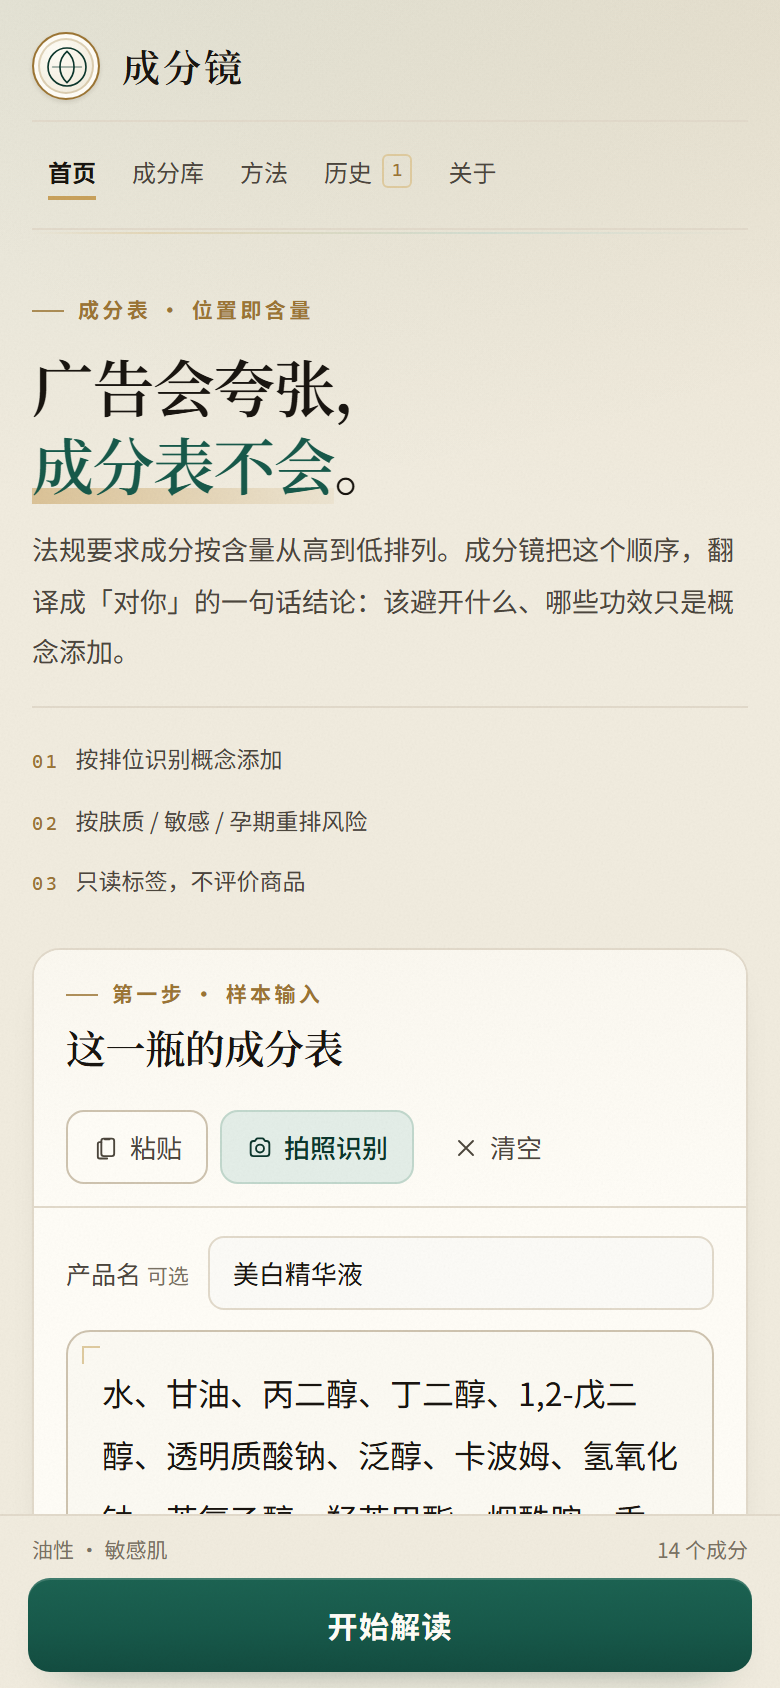 成分镜
首页 成分库 方法 历史 1 关于
成分表 · 位置即含量
广告会夸张，
成分表不会。
法规要求成分按含量从高到低排列。成分镜把这个顺序，翻
译成「对你」的一句话结论：该避开什么、哪些功效只是概
念添加。
01 按排位识别概念添加
02 按肤质 / 敏感 / 孕期重排风险
03 只读标签，不评价商品
第一步 · 样本输入
这一瓶的成分表
粘贴 拍照识别 清空
产品名 可选 美白精华液
水、甘油、丙二醇、丁二醇、1,2-戊二
醇、透明质酸钠、泛醇、卡波姆、氢氧化
油性 · 敏感肌 14 个成分
开始解读